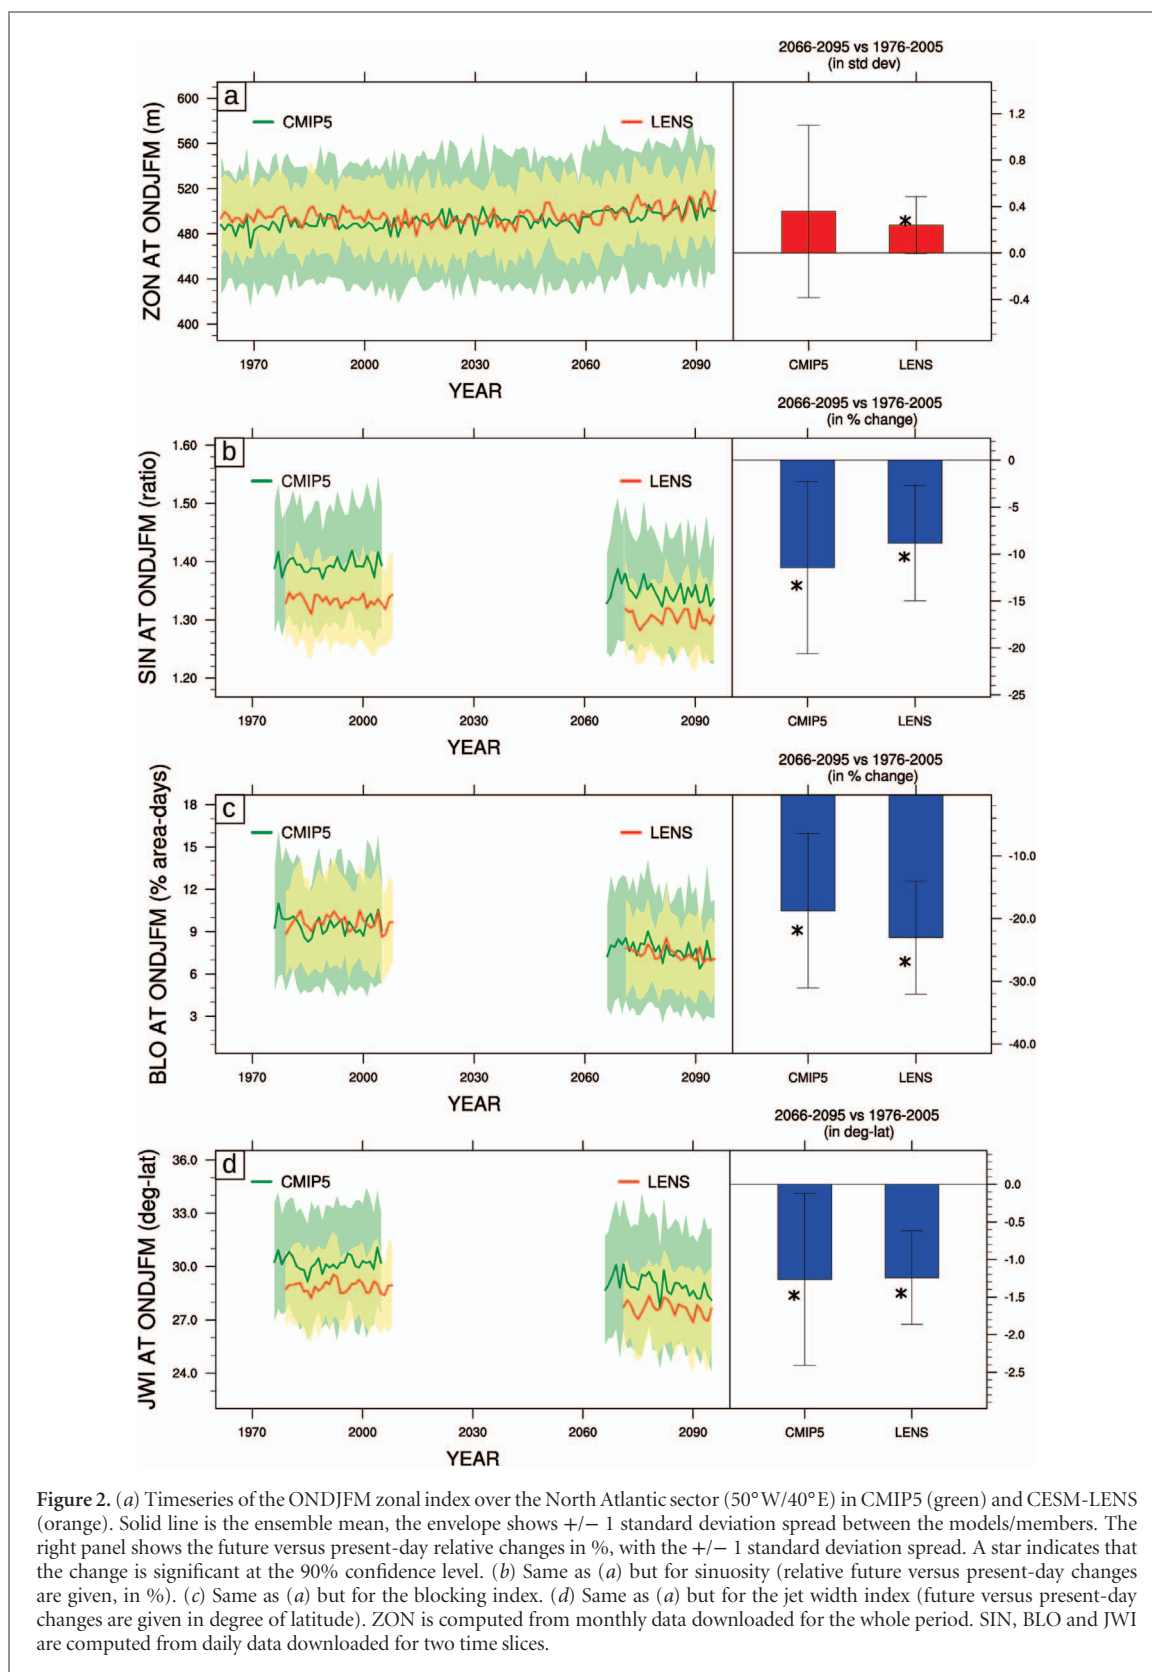 2066-2095 vs 1976-2005
(in std dev)
a
CMIP5
LENS
ZON AT ONDJFM (m)
600
560
520
480
440
400
1.2
0.8
0.4
0.0
-0.4
*
1970
2000
2030
2060
2090
CMIP5
LENS
YEAR
2066-2095 vs 1976-2005
(in % change)
b
CMIP5
LENS
SIN AT ONDJFM (ratio)
1.60
1.50
1.40
1.30
1.20
0
-5
-10
-15
-20
-25
*
*
1970
2000
2030
2060
2090
CMIP5
LENS
YEAR
2066-2095 vs 1976-2005
(in % change)
c
CMIP5
LENS
BLO AT ONDJFM (% area-days)
18
15
12
9
6
3
-10.0
-20.0
-30.0
-40.0
*
*
1970
2000
2030
2060
2090
CMIP5
LENS
YEAR
2066-2095 vs 1976-2005
(in deg-lat)
d
CMIP5
LENS
JWI AT ONDJFM (deg-lat)
36.0
33.0
30.0
27.0
24.0
0.0
-0.5
-1.0
-1.5
-2.0
-2.5
*
*
1970
2000
2030
2060
2090
CMIP5
LENS
YEAR
Figure 2. (a) Timeseries of the ONDJFM zonal index over the North Atlantic sector (50°W/40°E) in CMIP5 (green) and CESM-LENS
(orange). Solid line is the ensemble mean, the envelope shows +/− 1 standard deviation spread between the models/members. The
right panel shows the future versus present-day relative changes in %, with the +/− 1 standard deviation spread. A star indicates that
the change is significant at the 90% confidence level. (b) Same as (a) but for sinuosity (relative future versus present-day changes
are given, in %). (c) Same as (a) but for the blocking index. (d) Same as (a) but for the jet width index (future versus present-day
changes are given in degree of latitude). ZON is computed from monthly data downloaded for the whole period. SIN, BLO and JWI
are computed from daily data downloaded for two time slices.